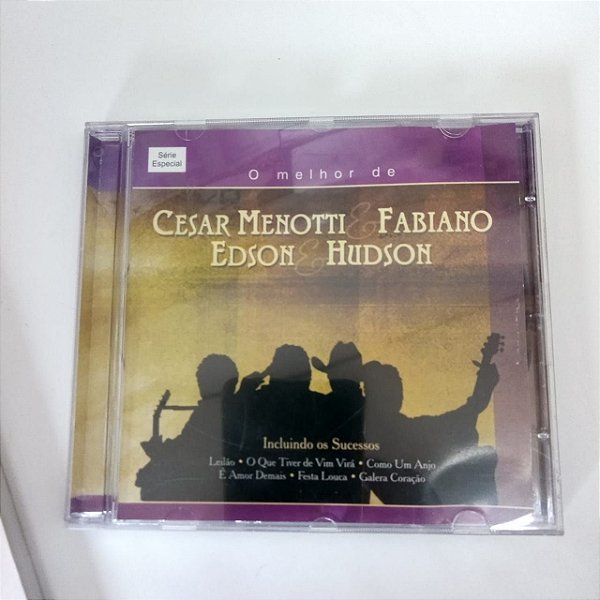 Série
Especial
O melhor de
CESAR MENOTTI & FABIANO
EDSON & HUDSON
Incluindo os Sucessos
Leilão • O Que Tiver de Vim Virá • Como Um Anjo
É Amor Demais • Festa Louca • Galera Coração